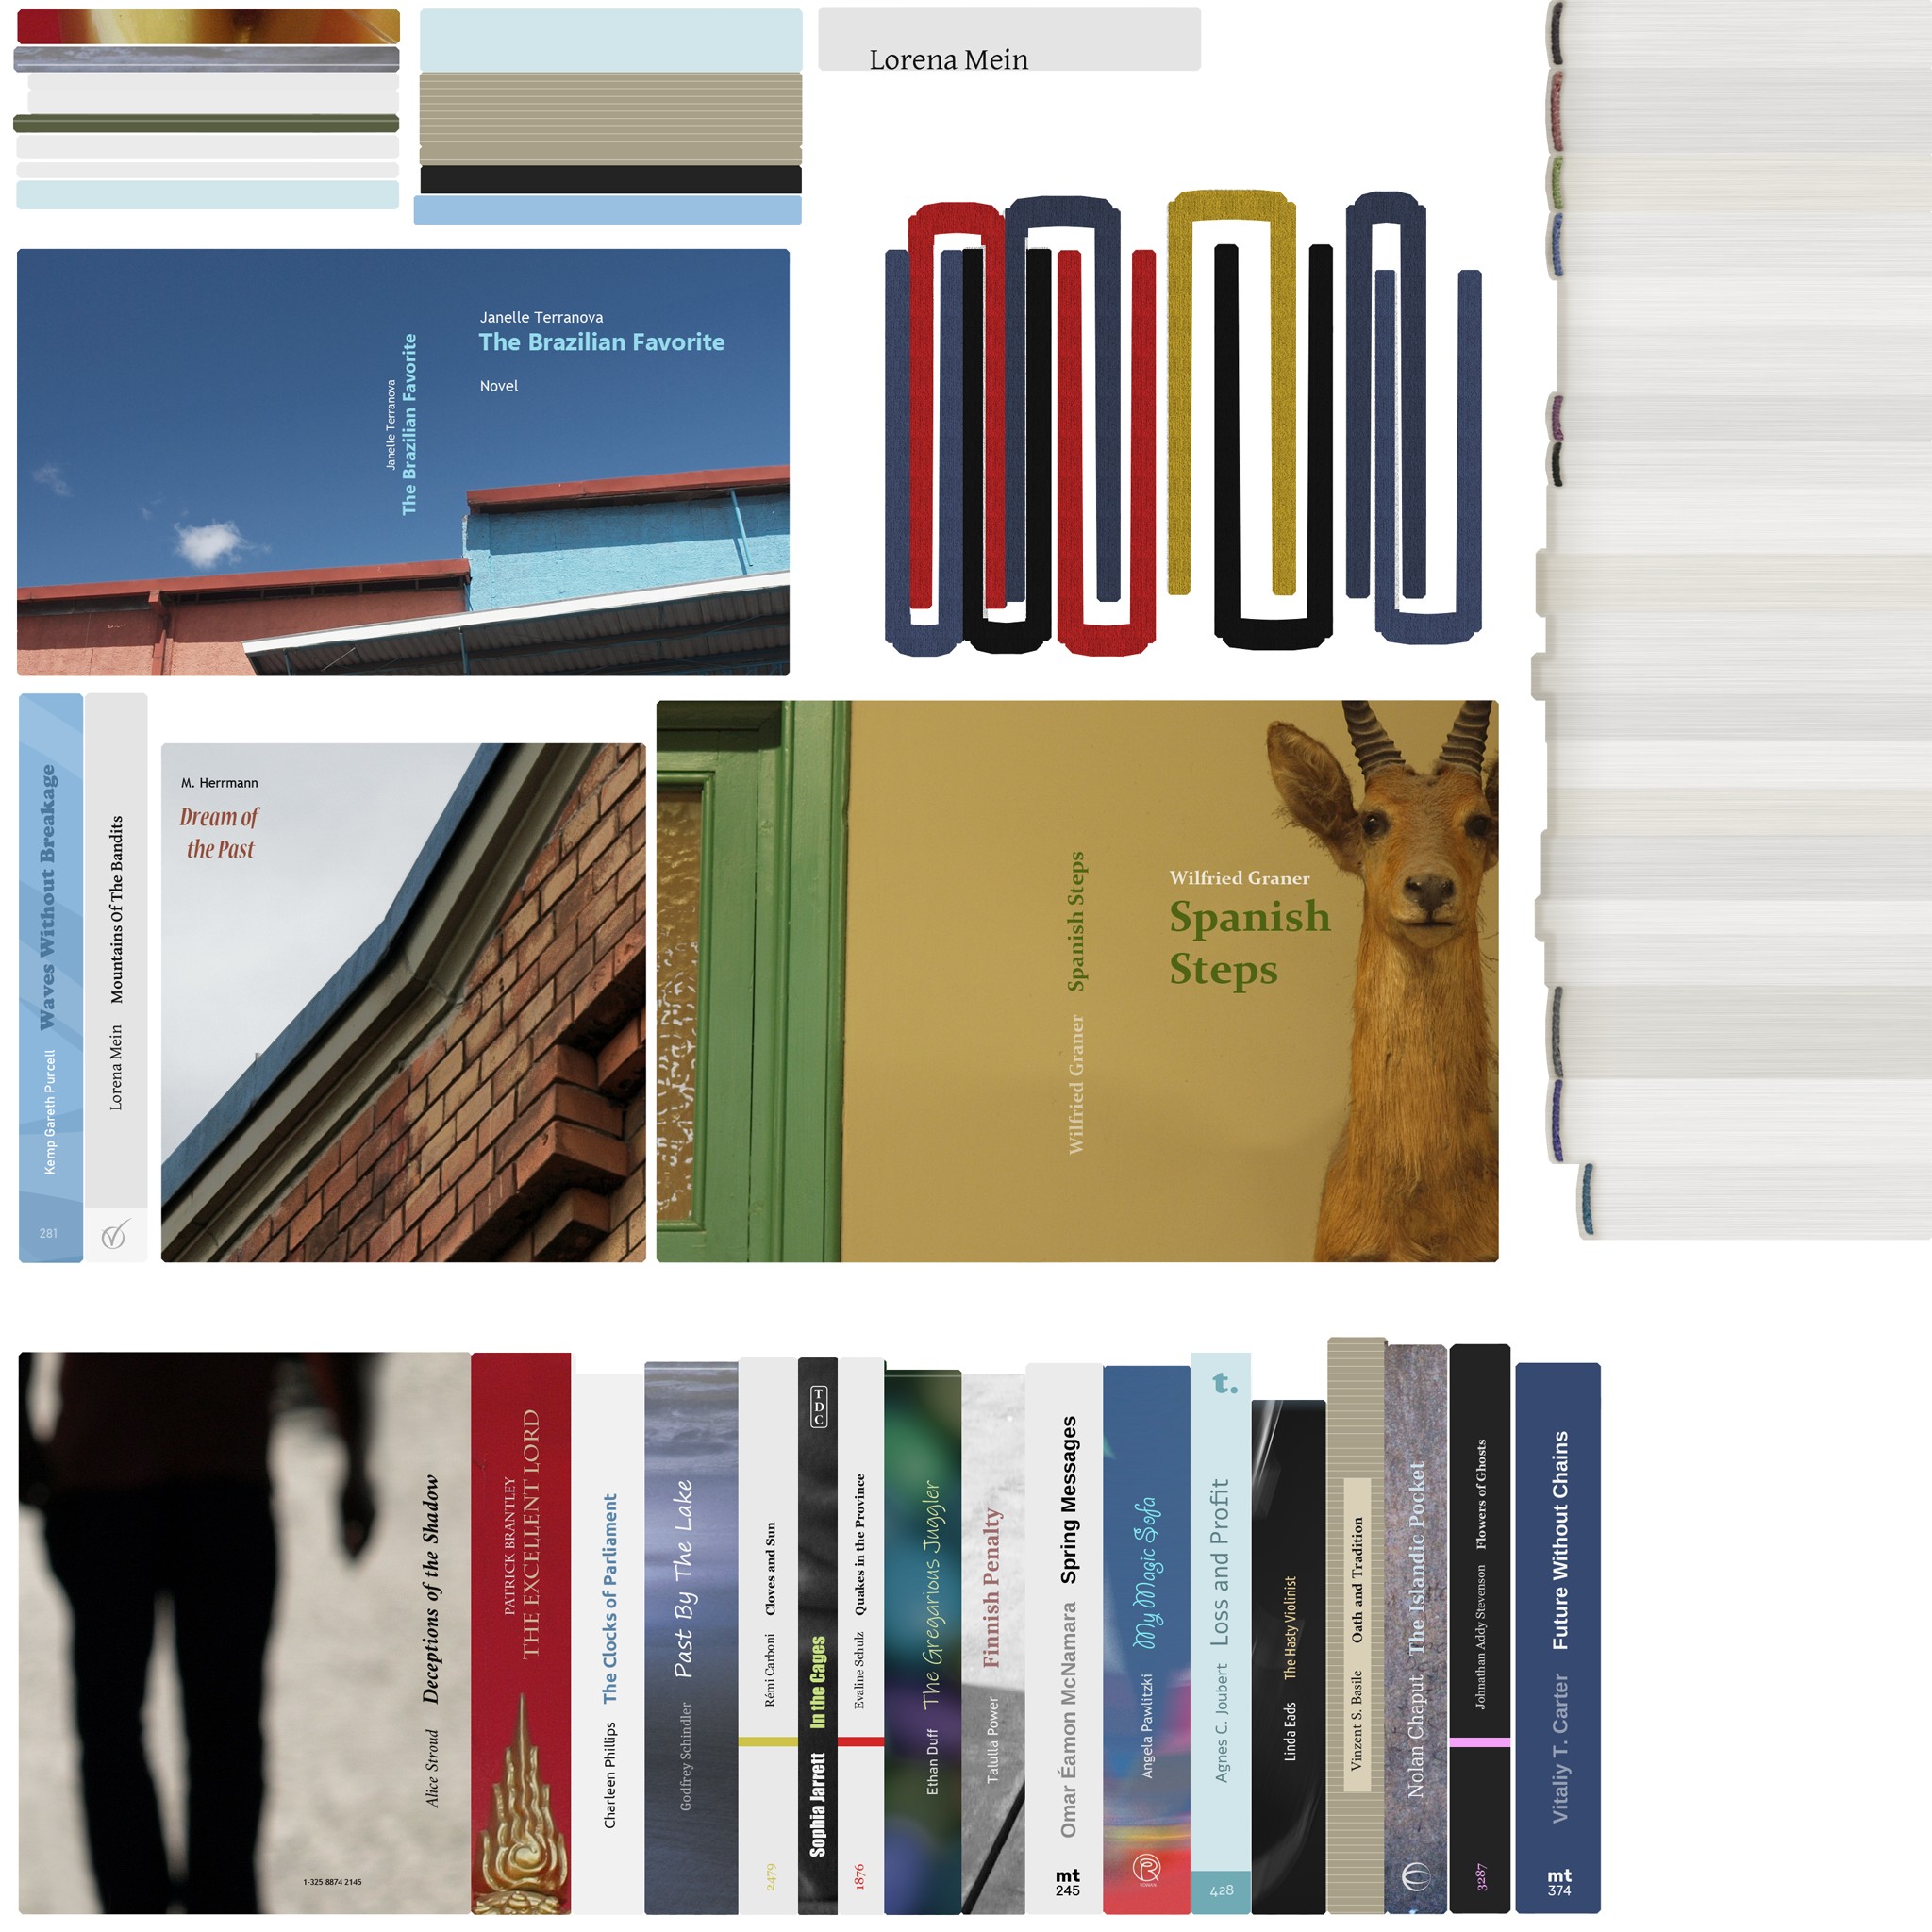 Lorena Mein
Janelle Terranova
The Brazilian Favorite
Janelle Terranova
The Brazilian Favorite
Novel
Kemp Gareth Purcell
Waves Without Breakage
281
Lorena Mein
Mountains Of The Bandits
M. Herrmann
Dream of
the Past
Wilfried Graner
Spanish Steps
Wilfried Graner
Spanish
Steps
Alice Stroud
Deceptions of the Shadow
1-325 8874 2145
PATRICK BRANTLEY
THE EXCELLENT LORD
Charleen Phillips
The Clocks of Parliament
Godfrey Schindler
Past By The Lake
Rémi Carboni
Cloves and Sun
2479
TDC
Sophia Jarrett
In the Cages
Evaline Schulz
Quakes in the Province
1876
Ethan Duff
The Gregarious Juggler
Talulla Power
Finnish Penalty
Omar Éamon McNamara
Spring Messages
mt
245
Angela Pawlitzki
My Magic Sofa
t.
Agnes C. Joubert
Loss and Profit
428
Linda Eads
The Hasty Violinist
Vinzent S. Basile
Oath and Tradition
Nolan Chaput
The Islandic Pocket
Johnathan Addy Stevenson
Flowers of Ghosts
3287
Vitaliy T. Carter
Future Without Chains
mt
374